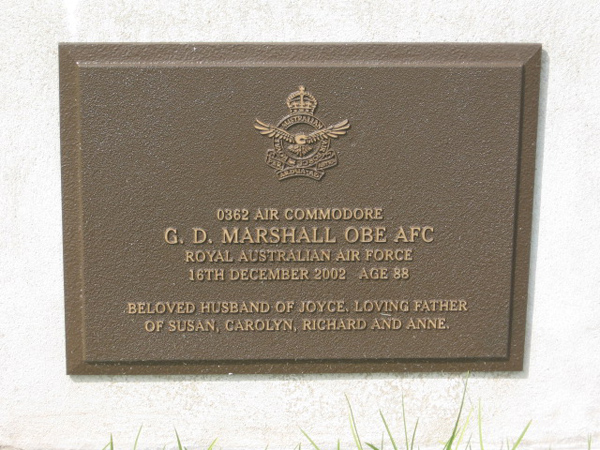 AUSTRALIAN
0362 AIR COMMODORE
G. D. MARSHALL OBE AFC
ROYAL AUSTRALIAN AIR FORCE
16TH DECEMBER 2002 AGE 88
BELOVED HUSBAND OF JOYCE. LOVING FATHER
OF SUSAN, CAROLYN, RICHARD AND ANNE.